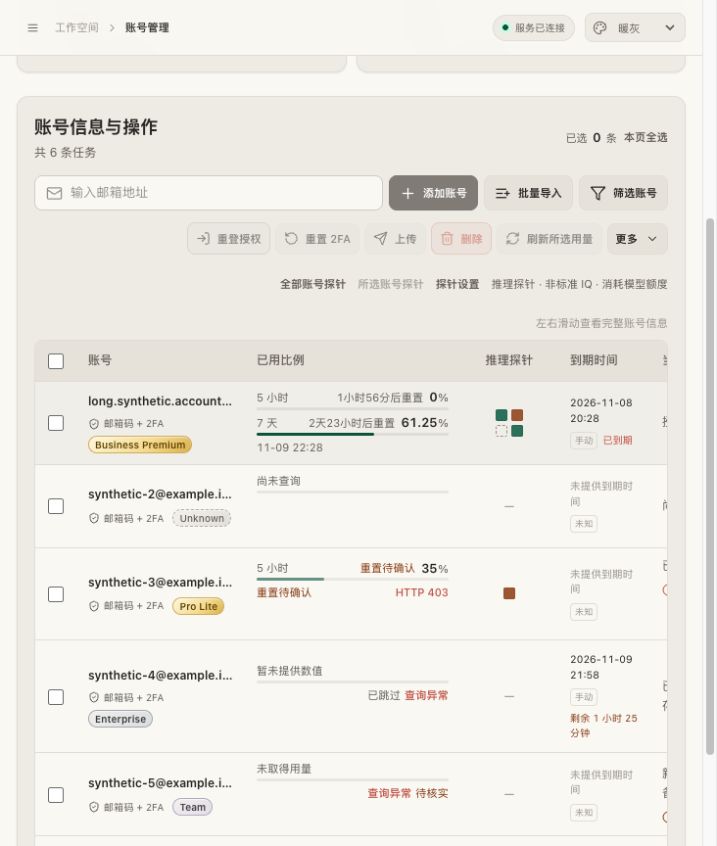 工作空间 > 账号管理 服务已连接 暖灰
账号信息与操作
共 6 条任务
已选 0 条 本页全选
输入邮箱地址 添加账号 批量导入 筛选账号
重登授权 重置 2FA 上传 删除 刷新所选用量 更多
全部账号探针 所选账号探针 探针设置 推理探针 · 非标准 IQ · 消耗模型额度
左右滑动查看完整账号信息
账号 已用比例 推理探针 到期时间
long.synthetic.account...
邮箱码 + 2FA
Business Premium
5 小时 1小时56分后重置 0%
7 天 2天23小时后重置 61.25%
11-09 22:28
2026-11-08
20:28
手动 已到期
synthetic-2@example.i...
邮箱码 + 2FA Unknown
尚未查询
—
未提供到期时
间
未知
synthetic-3@example.i...
邮箱码 + 2FA Pro Lite
5 小时 重置待确认 35%
重置待确认 HTTP 403
未提供到期时
间
未知
synthetic-4@example.i...
邮箱码 + 2FA
Enterprise
暂未提供数值
已跳过 查询异常
—
2026-11-09
21:58
手动
剩余 1 小时 25
分钟
synthetic-5@example.i...
邮箱码 + 2FA Team
未取得用量
查询异常 待核实
—
未提供到期时
间
未知